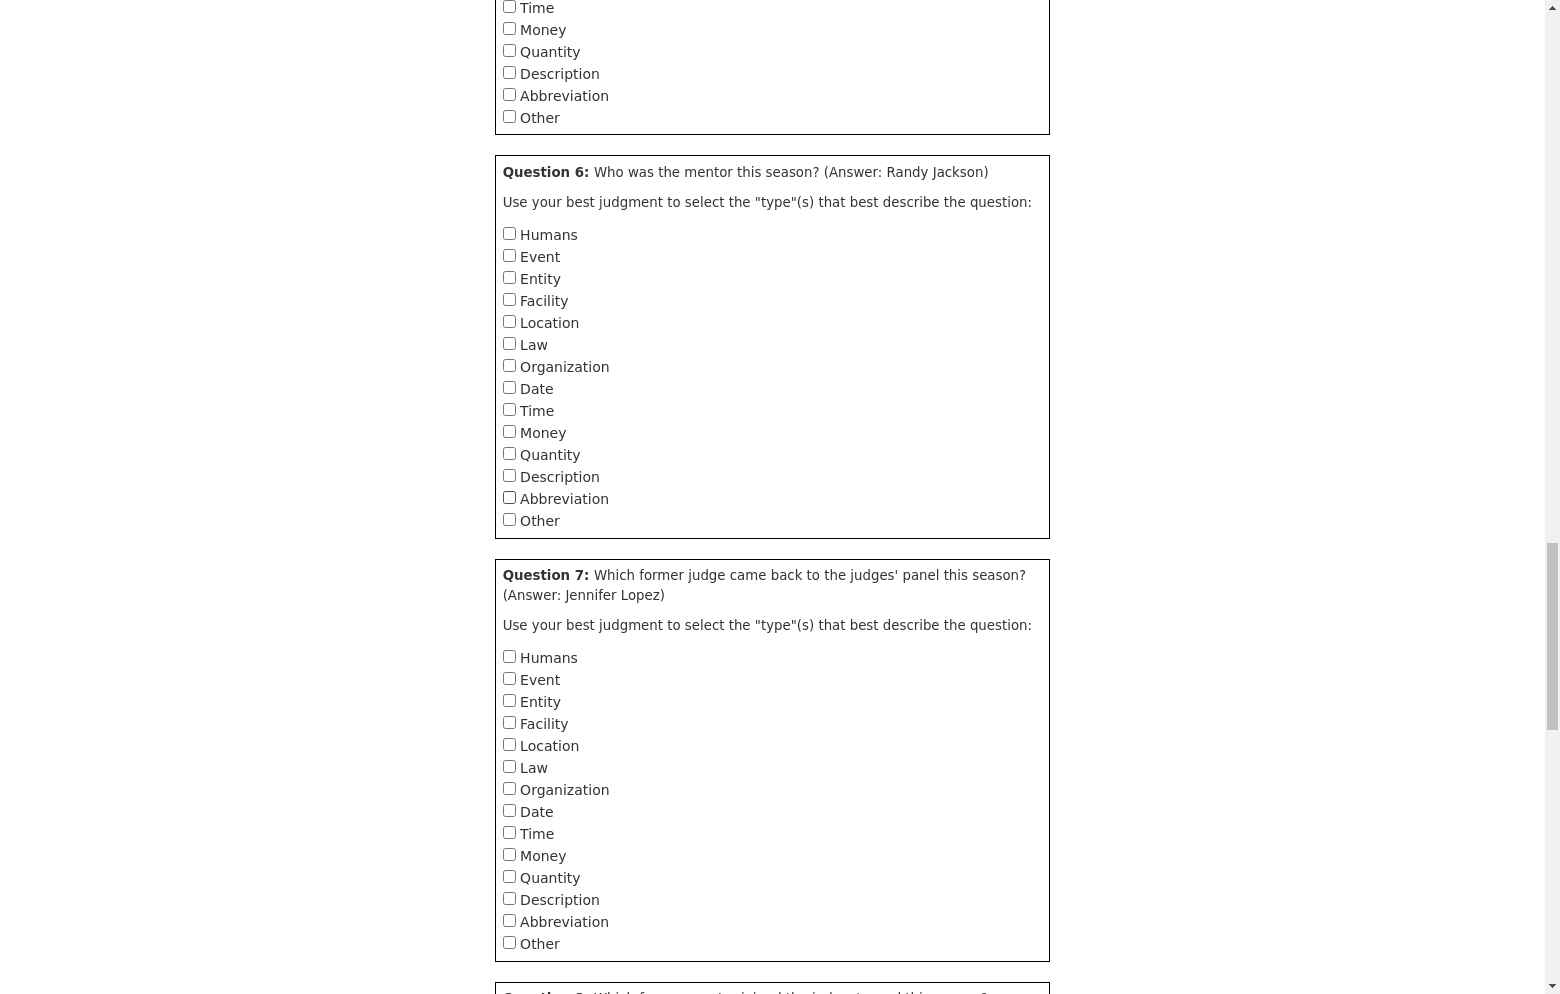 Time
Money
Quantity
Description
Abbreviation
Other
Question 6: Who was the mentor this season? (Answer: Randy Jackson)
Use your best judgment to select the "type"(s) that best describe the question:
Humans
Event
Entity
Facility
Location
Law
Organization
Date
Time
Money
Quantity
Description
Abbreviation
Other
Question 7: Which former judge came back to the judges' panel this season?
(Answer: Jennifer Lopez)
Use your best judgment to select the "type"(s) that best describe the question:
Humans
Event
Entity
Facility
Location
Law
Organization
Date
Time
Money
Quantity
Description
Abbreviation
Other